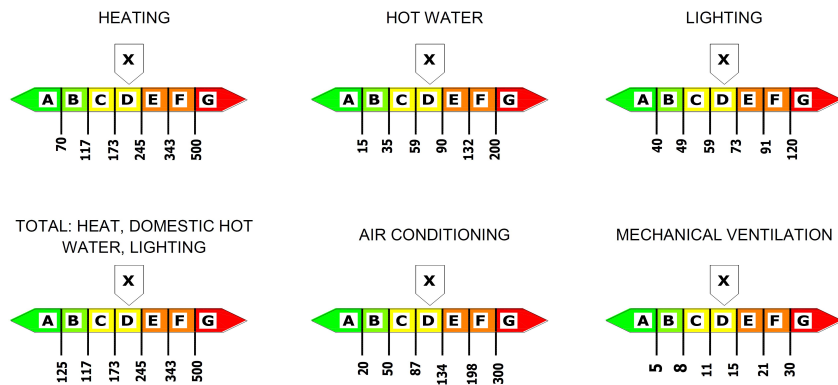 HEATING
X
A B C D E F G
70 117 173 245 343 500
HOT WATER
X
A B C D E F G
15 35 59 90 132 200
LIGHTING
X
A B C D E F G
40 49 59 73 91 120
TOTAL: HEAT, DOMESTIC HOT
WATER, LIGHTING
X
A B C D E F G
125 117 173 245 343 500
AIR CONDITIONING
X
A B C D E F G
20 50 87 134 198 300
MECHANICAL VENTILATION
X
A B C D E F G
5 8 11 15 21 30